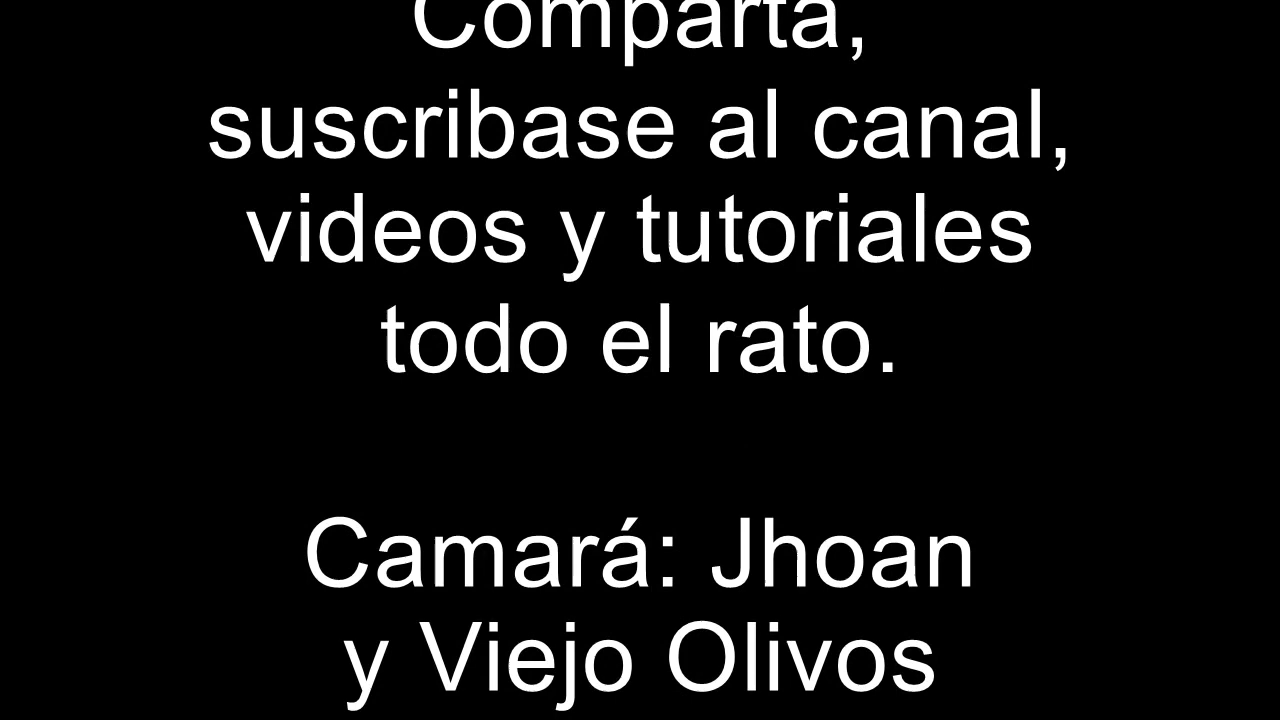 Comparta,
suscribase al canal,
videos y tutoriales
todo el rato.
Camará: Jhoan
y Viejo Olivos